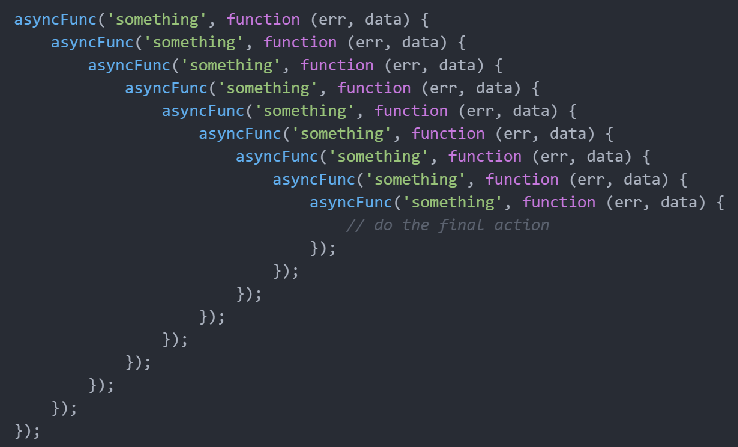 asyncFunc('something', function (err, data) {
    asyncFunc('something', function (err, data) {
        asyncFunc('something', function (err, data) {
            asyncFunc('something', function (err, data) {
                asyncFunc('something', function (err, data) {
                    asyncFunc('something', function (err, data) {
                        asyncFunc('something', function (err, data) {
                            asyncFunc('something', function (err, data) {
                                asyncFunc('something', function (err, data) {
                                    // do the final action
                                });
                            });
                        });
                    });
                });
            });
        });
    });
});